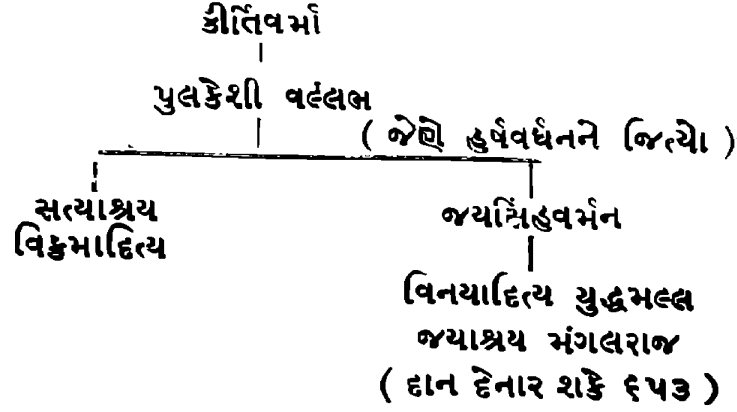 કીર્તિવર્મા
પુલકેશી વર્લ્લભ
( જેણે હર્ષવર્ધનને જિત્યો )
સત્યાશ્રય
વિક્રમાદિત્ય
જયસિંહવર્મન
વિનયાદિત્ય યુદ્ધમલ્લ
જયાશ્રય મંગલરાજ
( દાન દેનાર શકે ૬૫૩ )